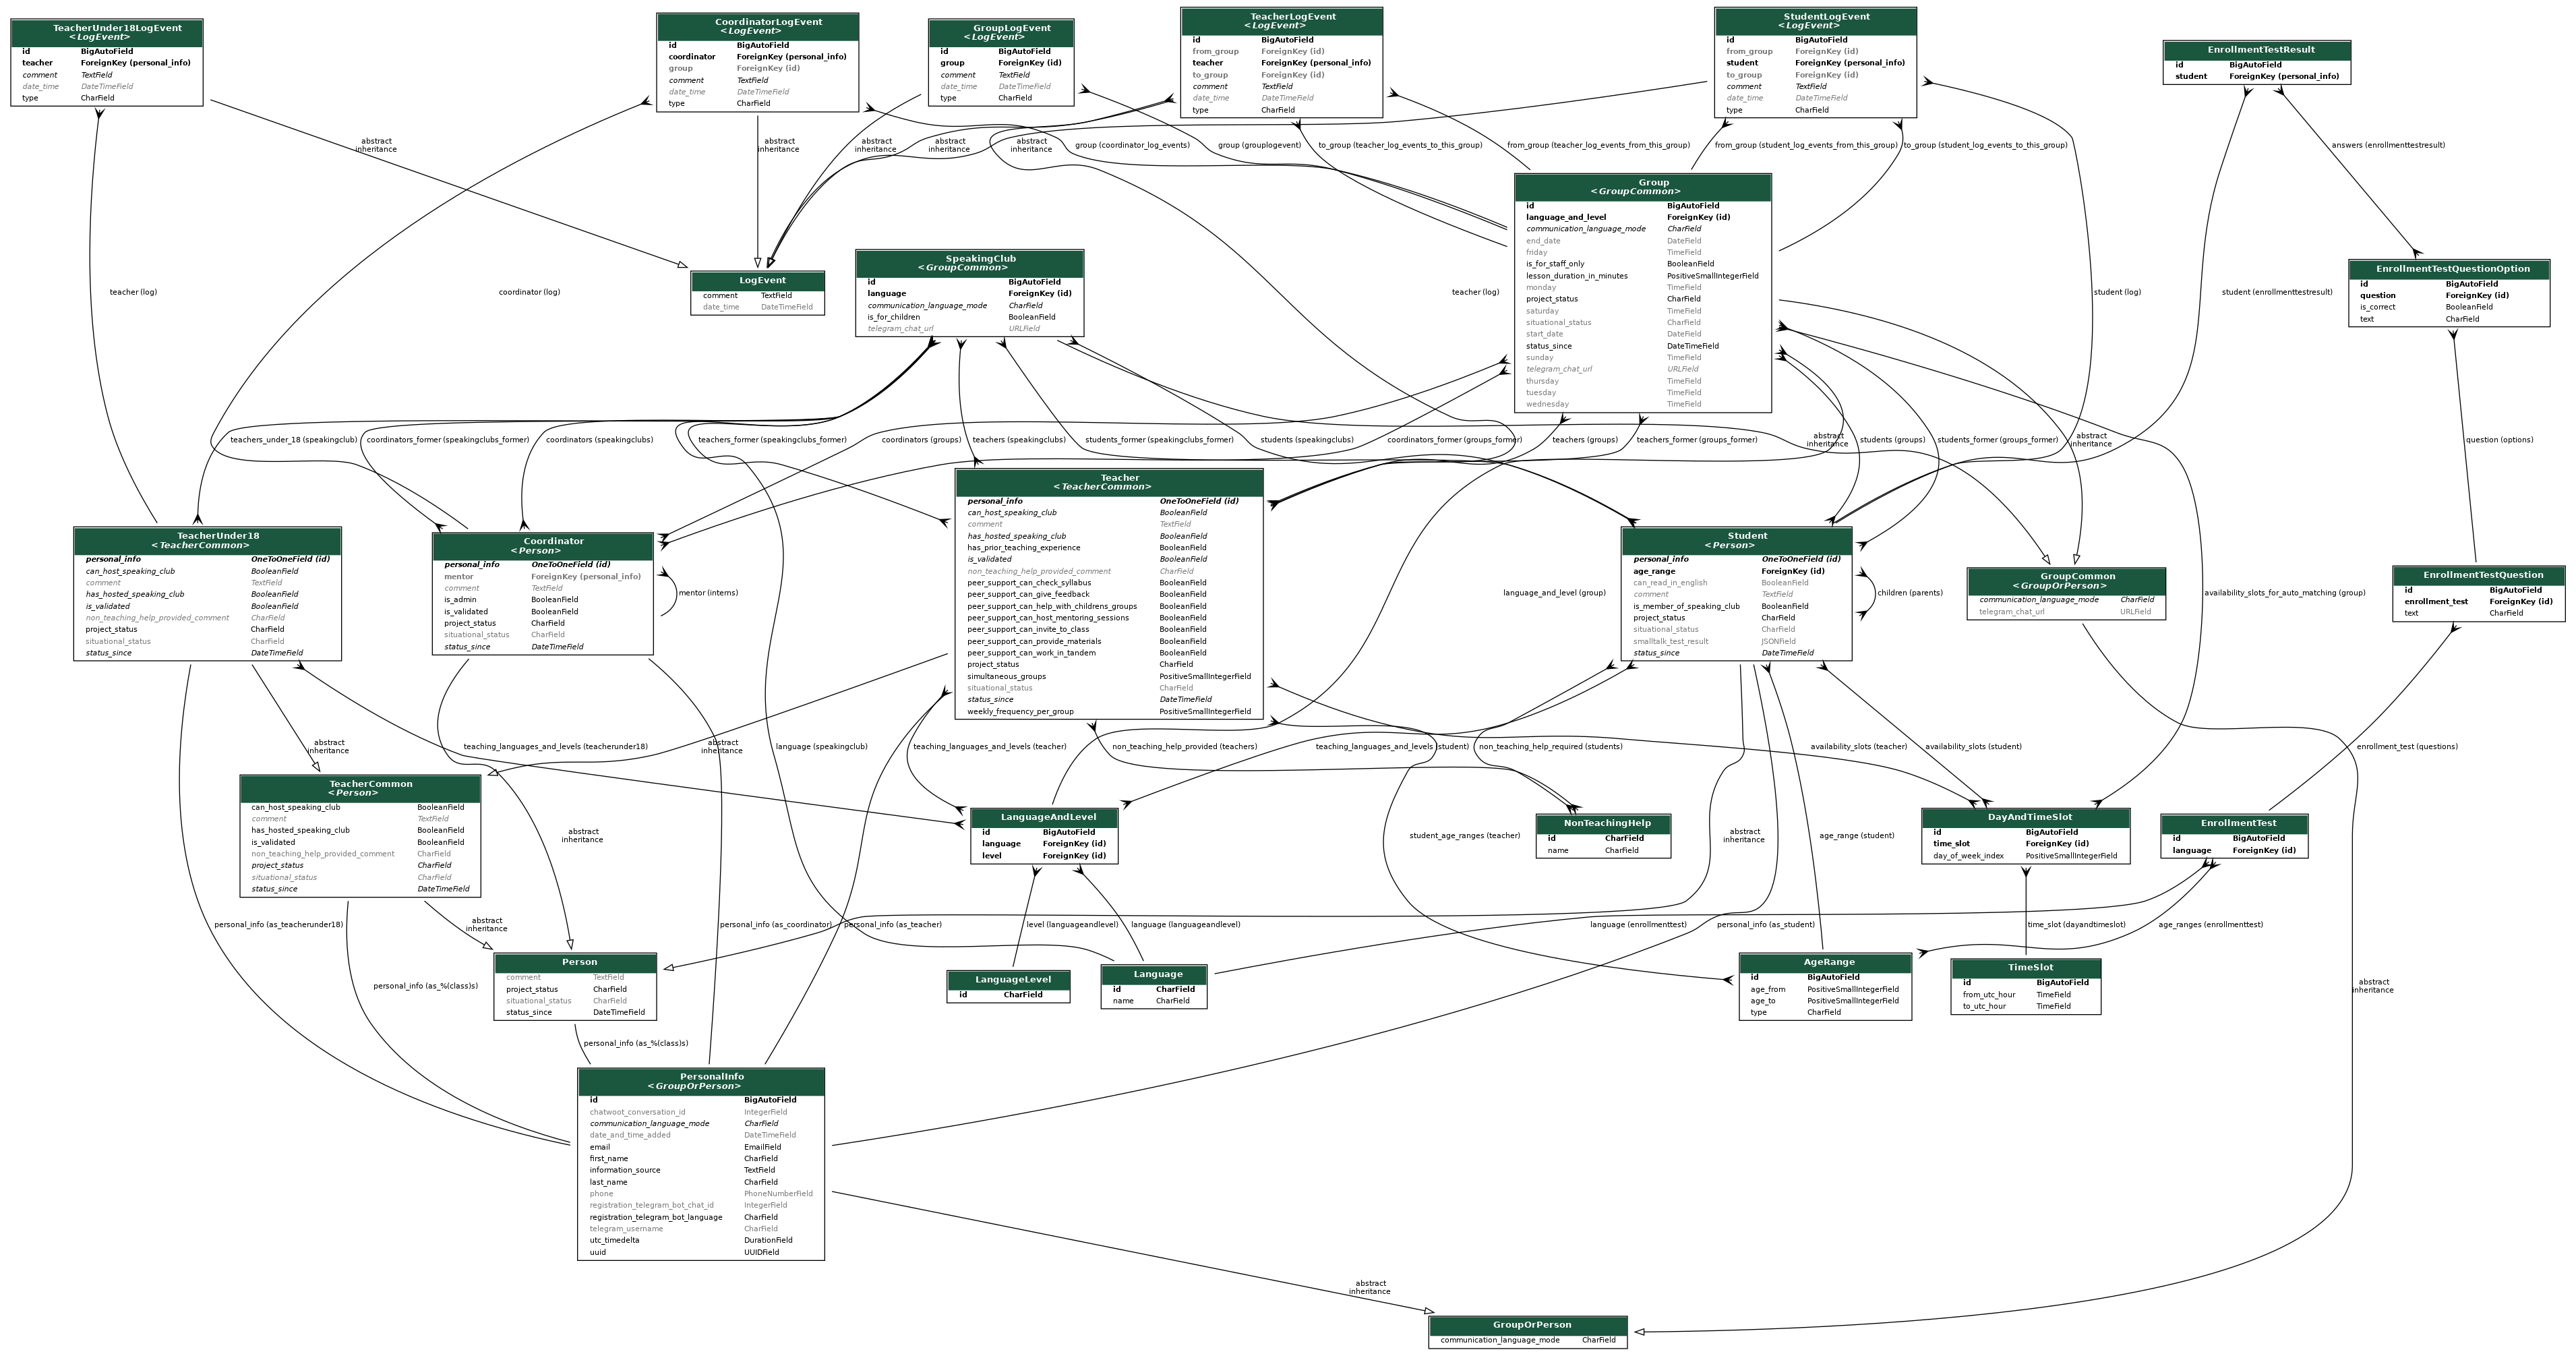 TeacherUnder18LogEvent
<LogEvent>
id BigAutoField
teacher ForeignKey (personal_info)
comment TextField
date_time DateTimeField
type CharField
CoordinatorLogEvent
<LogEvent>
id BigAutoField
coordinator ForeignKey (personal_info)
group ForeignKey (id)
comment TextField
date_time DateTimeField
type CharField
GroupLogEvent
<LogEvent>
id BigAutoField
group ForeignKey (id)
comment TextField
date_time DateTimeField
type CharField
TeacherLogEvent
<LogEvent>
id BigAutoField
from_group ForeignKey (id)
teacher ForeignKey (personal_info)
to_group ForeignKey (id)
comment TextField
date_time DateTimeField
type CharField
StudentLogEvent
<LogEvent>
id BigAutoField
from_group ForeignKey (id)
student ForeignKey (personal_info)
to_group ForeignKey (id)
comment TextField
date_time DateTimeField
type CharField
EnrollmentTestResult
id BigAutoField
student ForeignKey (personal_info)
abstract
inheritance
abstract
inheritance
abstract
inheritance
abstract
inheritance
abstract
inheritance
group (coordinator_log_events)
group (grouplogevent)
to_group (teacher_log_events_to_this_group)
from_group (teacher_log_events_from_this_group)
from_group (student_log_events_from_this_group)
to_group (student_log_events_to_this_group)
answers (enrollmenttestresult)
Group
<GroupCommon>
id BigAutoField
language_and_level ForeignKey (id)
communication_language_mode CharField
end_date DateField
friday TimeField
is_for_staff_only BooleanField
lesson_duration_in_minutes PositiveSmallIntegerField
monday TimeField
project_status CharField
saturday TimeField
situational_status CharField
start_date DateField
status_since DateTimeField
sunday TimeField
telegram_chat_url URLField
thursday TimeField
tuesday TimeField
wednesday TimeField
SpeakingClub
<GroupCommon>
id BigAutoField
language ForeignKey (id)
communication_language_mode CharField
is_for_children BooleanField
telegram_chat_url URLField
LogEvent
comment TextField
date_time DateTimeField
EnrollmentTestQuestionOption
id BigAutoField
question ForeignKey (id)
is_correct BooleanField
text CharField
teacher (log)
coordinator (log)
teacher (log)
student (log)
student (enrollmenttestresult)
teachers_under_18 (speakingclub)
coordinators_former (speakingclubs_former)
coordinators (speakingclubs)
teachers_former (speakingclubs_former)
coordinators (groups)
teachers (speakingclubs)
students_former (speakingclubs_former)
students (speakingclubs)
coordinators_former (groups_former)
teachers (groups)
teachers_former (groups_former)
abstract
inheritance
students (groups)
students_former (groups_former)
abstract
inheritance
question (options)
TeacherUnder18
<TeacherCommon>
personal_info OneToOneField (id)
can_host_speaking_club BooleanField
comment TextField
has_hosted_speaking_club BooleanField
is_validated BooleanField
non_teaching_help_provided_comment CharField
project_status CharField
situational_status CharField
status_since DateTimeField
Coordinator
<Person>
personal_info OneToOneField (id)
mentor ForeignKey (personal_info)
comment TextField
is_admin BooleanField
is_validated BooleanField
project_status CharField
situational_status CharField
status_since DateTimeField
mentor (interns)
Teacher
<TeacherCommon>
personal_info OneToOneField (id)
can_host_speaking_club BooleanField
comment TextField
has_hosted_speaking_club BooleanField
has_prior_teaching_experience BooleanField
is_validated BooleanField
non_teaching_help_provided_comment CharField
peer_support_can_check_syllabus BooleanField
peer_support_can_give_feedback BooleanField
peer_support_can_help_with_childrens_groups BooleanField
peer_support_can_host_mentoring_sessions BooleanField
peer_support_can_invite_to_class BooleanField
peer_support_can_provide_materials BooleanField
peer_support_can_work_in_tandem BooleanField
project_status CharField
simultaneous_groups PositiveSmallIntegerField
situational_status CharField
status_since DateTimeField
weekly_frequency_per_group PositiveSmallIntegerField
language_and_level (group)
Student
<Person>
personal_info OneToOneField (id)
age_range ForeignKey (id)
can_read_in_english BooleanField
comment TextField
is_member_of_speaking_club BooleanField
project_status CharField
situational_status CharField
smalltalk_test_result JSONField
status_since DateTimeField
children (parents)
GroupCommon
<GroupOrPerson>
communication_language_mode CharField
telegram_chat_url URLField
availability_slots_for_auto_matching (group)
EnrollmentTestQuestion
id BigAutoField
enrollment_test ForeignKey (id)
text CharField
abstract
inheritance
teaching_languages_and_levels (teacherunder18)
abstract
inheritance
language (speakingclub)
teaching_languages_and_levels (teacher)
non_teaching_help_provided (teachers)
teaching_languages_and_levels (student)
non_teaching_help_required (students)
availability_slots (teacher)
availability_slots (student)
enrollment_test (questions)
TeacherCommon
<Person>
can_host_speaking_club BooleanField
comment TextField
has_hosted_speaking_club BooleanField
is_validated BooleanField
non_teaching_help_provided_comment CharField
project_status CharField
situational_status CharField
status_since DateTimeField
abstract
inheritance
LanguageAndLevel
id BigAutoField
language ForeignKey (id)
level ForeignKey (id)
student_age_ranges (teacher)
NonTeachingHelp
id CharField
name CharField
abstract
inheritance
age_range (student)
DayAndTimeSlot
id BigAutoField
time_slot ForeignKey (id)
day_of_week_index PositiveSmallIntegerField
EnrollmentTest
id BigAutoField
language ForeignKey (id)
personal_info (as_teacherunder18)
abstract
inheritance
personal_info (as_coordinator)
personal_info (as_teacher)
level (languageandlevel)
language (languageandlevel)
language (enrollmenttest)
personal_info (as_student)
time_slot (dayandtimeslot)
age_ranges (enrollmenttest)
personal_info (as_%(class)s)
Person
comment TextField
project_status CharField
situational_status CharField
status_since DateTimeField
LanguageLevel
id CharField
Language
id CharField
name CharField
AgeRange
id BigAutoField
age_from PositiveSmallIntegerField
age_to PositiveSmallIntegerField
type CharField
TimeSlot
id BigAutoField
from_utc_hour TimeField
to_utc_hour TimeField
abstract
inheritance
personal_info (as_%(class)s)
PersonalInfo
<GroupOrPerson>
id BigAutoField
chatwoot_conversation_id IntegerField
communication_language_mode CharField
date_and_time_added DateTimeField
email EmailField
first_name CharField
information_source TextField
last_name CharField
phone PhoneNumberField
registration_telegram_bot_chat_id IntegerField
registration_telegram_bot_language CharField
telegram_username CharField
utc_timedelta DurationField
uuid UUIDField
abstract
inheritance
GroupOrPerson
communication_language_mode CharField